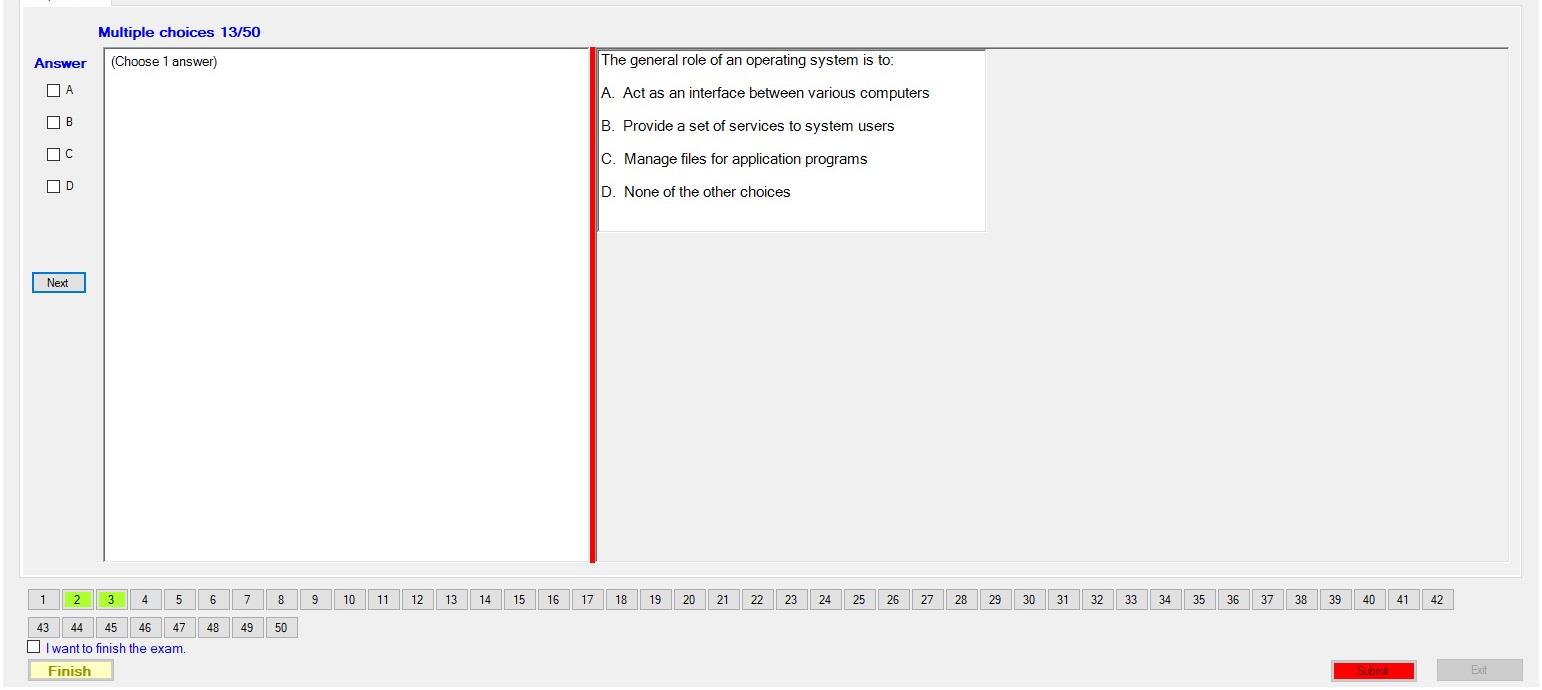 Multiple choices 13/50
Answer
(Choose 1 answer)
A
B
C
D
Next
The general role of an operating system is to:
A. Act as an interface between various computers
B. Provide a set of services to system users
C. Manage files for application programs
D. None of the other choices
1 2 3 4 5 6 7 8 9 10 11 12 13 14 15 16 17 18 19 20 21 22 23 24 25 26 27 28 29 30 31 32 33 34 35 36 37 38 39 40 41 42
43 44 45 46 47 48 49 50
I want to finish the exam.
Finish
Submit
Exit